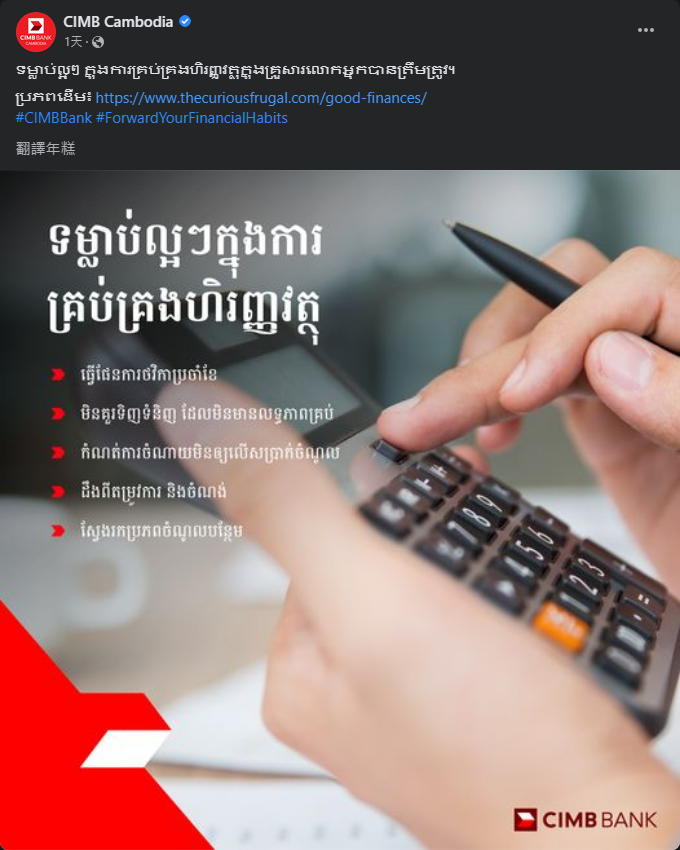 CIMB Cambodia
1天
ទម្លាប់ល្អៗ ក្នុងការគ្រប់គ្រងហិរញ្ញវត្ថុក្នុងគ្រួសារលោកអ្នកបានត្រឹមត្រូវ។
ប្រភពដើម៖ https://www.thecuriousfrugal.com/good-finances/
#CIMBBank #ForwardYourFinancialHabits
翻譯年糕
ទម្លាប់ល្អៗក្នុងការ
គ្រប់គ្រងហិរញ្ញវត្ថុ
ធ្វើផែនការថវិកាប្រចាំខែ
មិនគួរទិញទំនិញ ដែលមិនមានលទ្ធភាពគ្រប់
កំណត់ការចំណាយមិនឲ្យលើសប្រាក់ចំណូល
ដឹងពីតម្រូវការ និងចំណង់
ស្វែងរកប្រភពចំណូលបន្ថែម
CIMB BANK